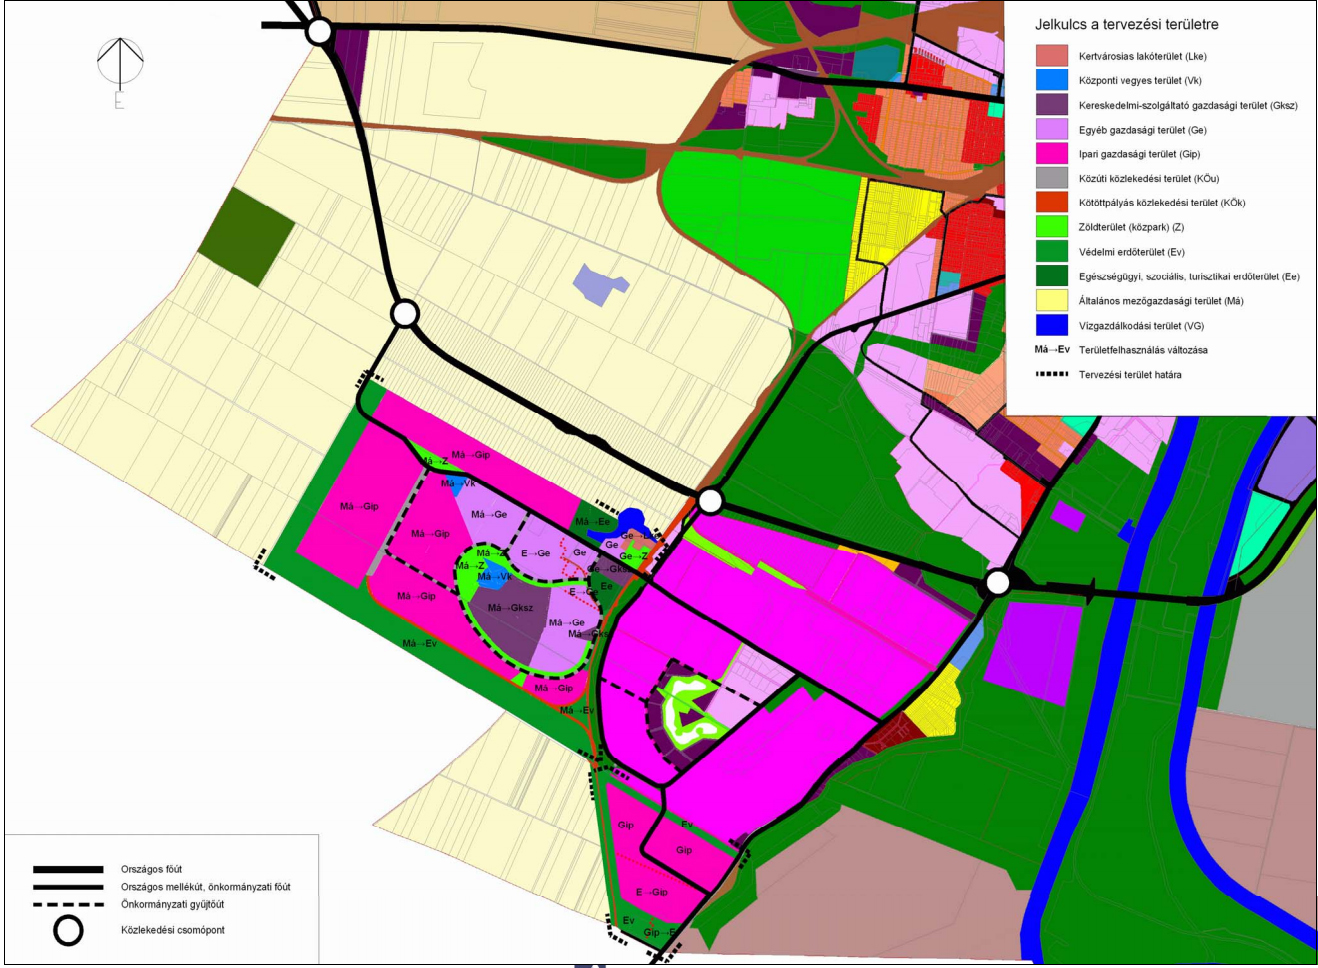 Jelkulcs a tervezési területre
Kertvárosias lakóterület (Lke)
Központi vegyes terület (Vk)
Kereskedelmi-szolgáltató gazdasági terület (Gksz)
Egyéb gazdasági terület (Ge)
Ipari gazdasági terület (Gip)
Közúti közlekedési terület (KÖu)
Kötöttpályás közlekedési terület (KÖk)
Zöldterület (közpark) (Z)
Védelmi erdőterület (Ev)
Egészségügyi, szociális, turisztikai erdőterület (Ee)
Általános mezőgazdasági terület (Má)
Vízgazdálkodási terület (VG)
Má→Ev Területfelhasználás változása
Tervezési terület határa
É
Má→Gip
Má→Z
Má→Vk
Má→Gip
Má→Ge
Má→Ee
Má→Gip
Ge
Ge→Z
Má→Z
E→Ge
Ge
Má→Z
Má→Vk
Ee
E→Ge
Má→Gip
Má→Gksz
Má→Ge
Má→Ev
Má→Gip
Má→Ev
Gip
Ev
Gip
E→Gip
Ev
Országos főút
Országos mellékút, önkormányzati főút
Önkormányzati gyűjtőút
Közlekedési csomópont